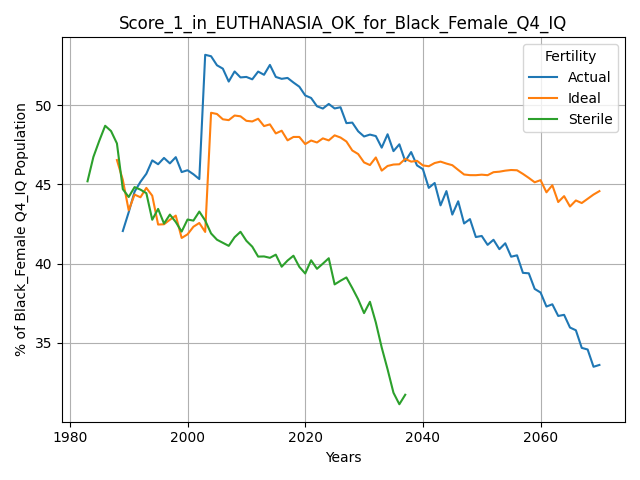 Score_1_in_EUTHANASIA_OK_for_Black_Female_Q4_IQ
Fertility
Actual
Ideal
Sterile
% of Black_Female Q4_IQ Population
50
45
40
35
1980
2000
2020
2040
2060
Years